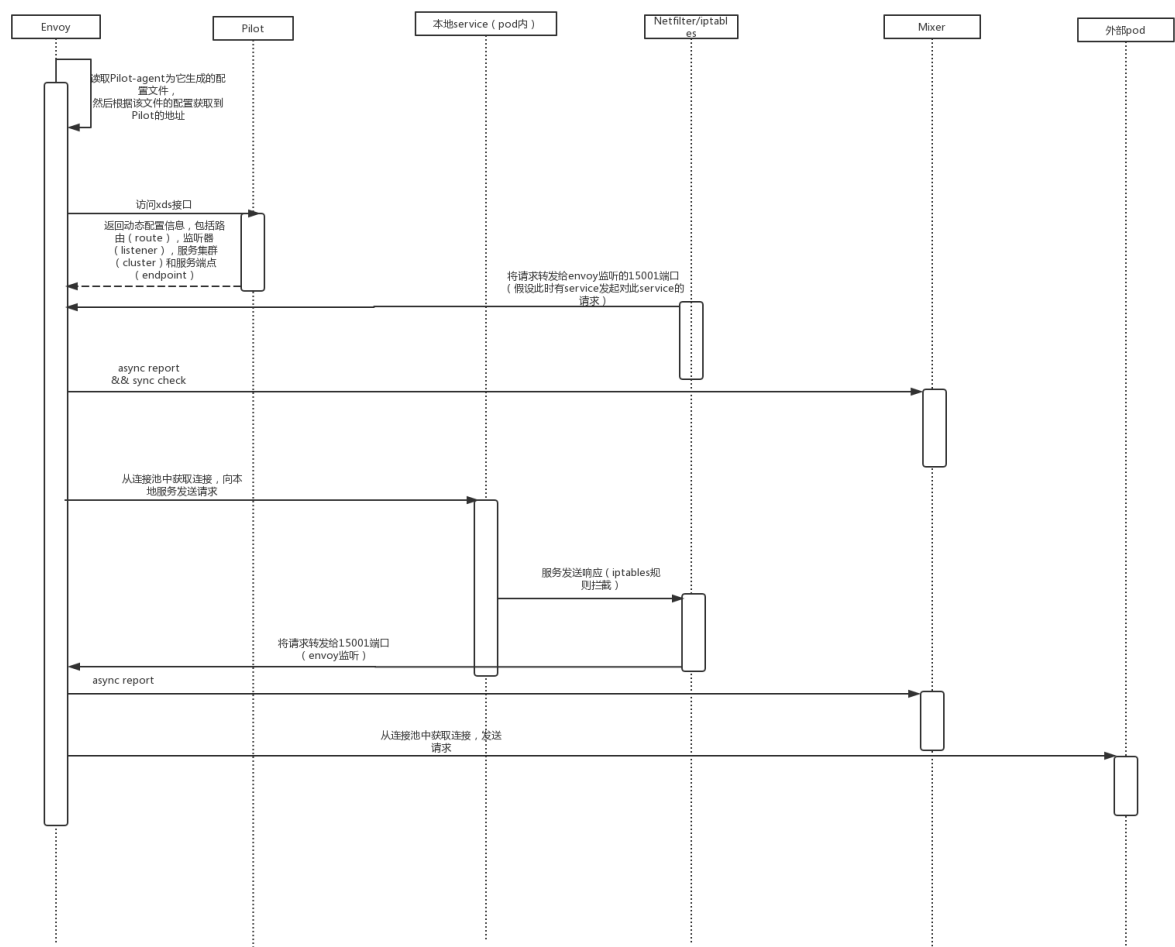 Envoy
Pilot
本地service（pod内）
Netfilter/iptabl
es
Mixer
外部pod
读取Pilot-agent为它生成的配
置文件，
然后根据该文件的配置获取到
Pilot的地址
访问xds接口
返回动态配置信息，包括路
由（route），监听器
（listener），服务集群
（cluster）和服务端点
（endpoint）
将请求转发给envoy监听的15001端口
（假设此时有service发起对此service的
请求）
async report
&& sync check
从连接池中获取连接，向本
地服务发送请求
服务发送响应（iptables规
则拦截）
将请求转发给15001端口
（envoy监听）
async report
从连接池中获取连接，发送
请求